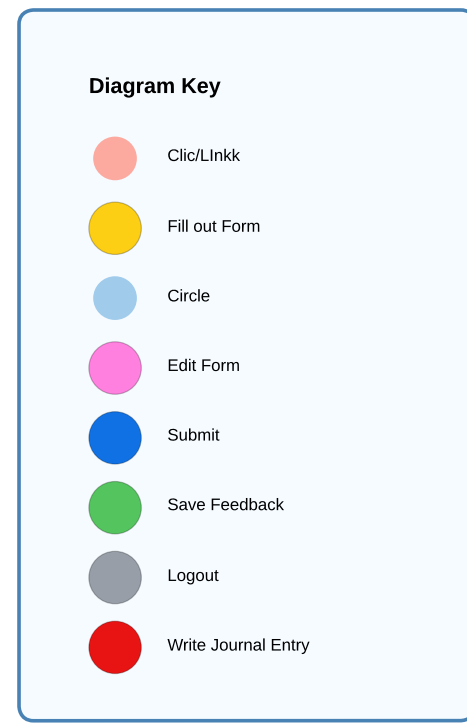 Diagram Key
Clic/LInkk
Fill out Form
Circle
Edit Form
Submit
Save Feedback
Logout
Write Journal Entry